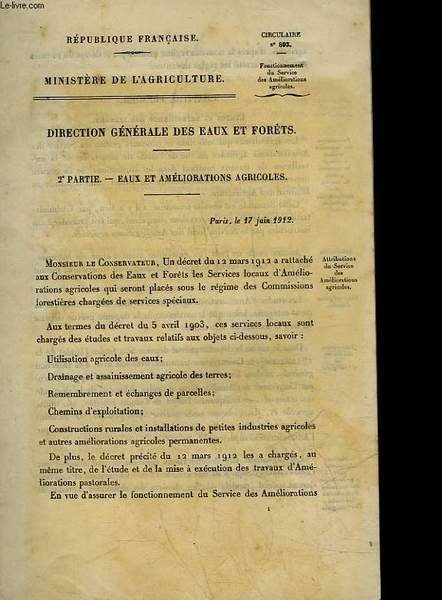 Le-livre.com
RÉPUBLIQUE FRANÇAISE.
MINISTÈRE DE L'AGRICULTURE.
CIRCULAIRE
N° 803.
Fonctionnement
du Service
des Améliorations
agricoles.
DIRECTION GÉNÉRALE DES EAUX ET FORÊTS.
2e PARTIE. — EAUX ET AMÉLIORATIONS AGRICOLES.
Paris, le 17 juin 1912.
Monsieur le Conservateur, Un décret du 12 mars 1912 a rattaché
aux Conservations des Eaux et Forêts les Services locaux d'Amélio-
rations agricoles qui seront placés sous le régime des Commissions
forestières chargées de services spéciaux.
Attributions
du Service
des
Améliorations
agricoles.
Aux termes du décret du 5 avril 1903, ces services locaux sont
chargés des études et travaux relatifs aux objets ci-dessous, savoir :
Utilisation agricole des eaux;
Drainage et assainissement agricole des terres;
Remembrement et échanges de parcelles;
Chemins d'exploitation;
Constructions rurales et installations de petites industries agricoles
et autres améliorations agricoles permanentes.
De plus, le décret précité du 12 mars 1912 les a chargés, au
même titre, de l'étude et de la mise à exécution des travaux d'Amé-
liorations pastorales.
En vue d'assurer le fonctionnement du Service des Améliorations
1